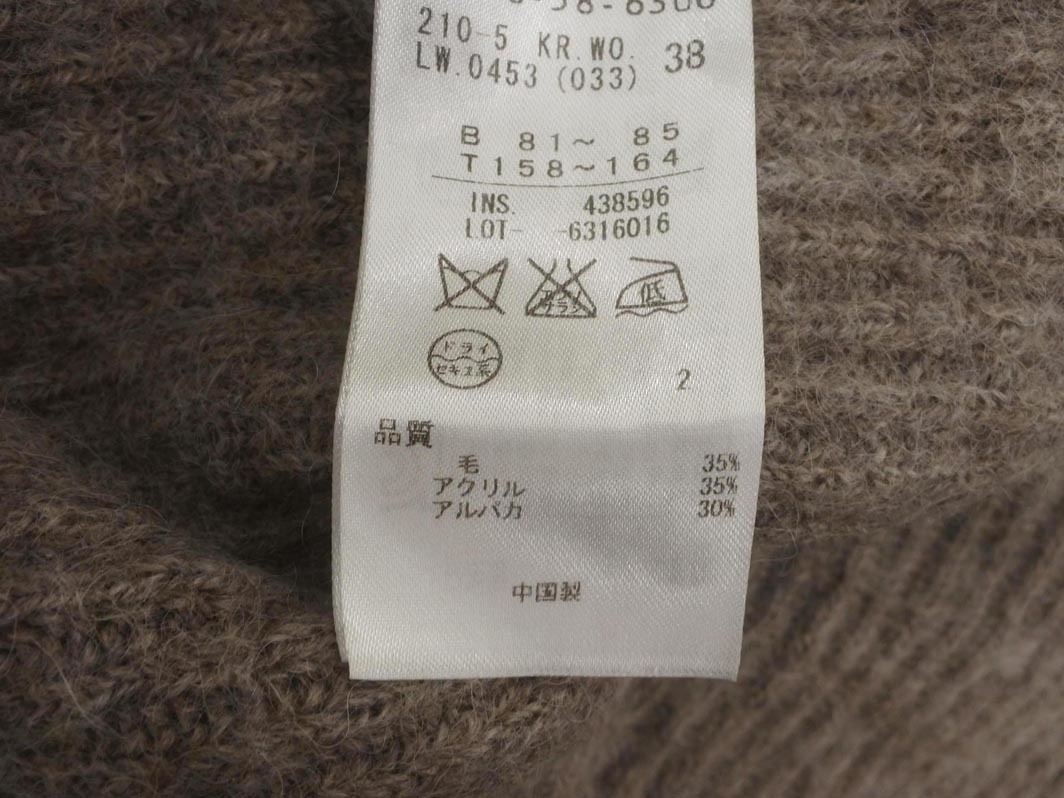 210-5 KR.WO. 38
LW.0453 (033)
B 81~ 85
T 158~164
INS. 438596
LOT- -6316016
低
ドライ
セキユ系
2
品質
毛 35%
アクリル 35%
アルパカ 30%
中国製